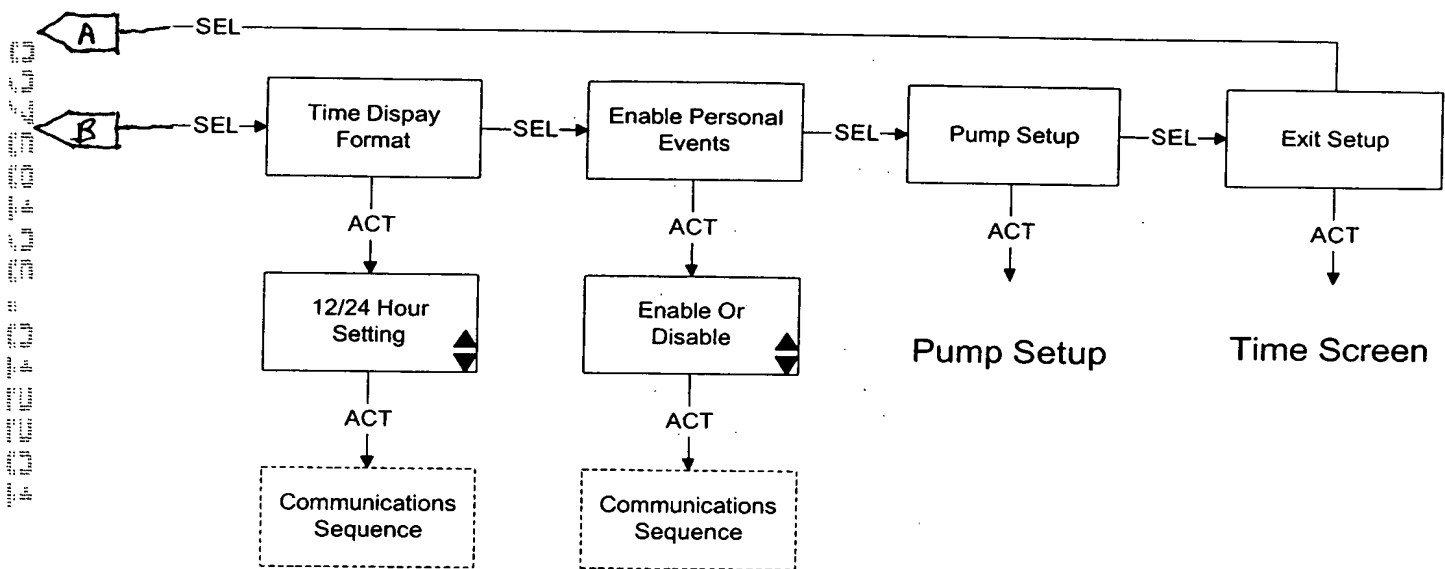 A
SEL
B
SEL
Time Dispay
Format
SEL
Enable Personal
Events
SEL
Pump Setup
SEL
Exit Setup
ACT
ACT
ACT
ACT
12/24 Hour
Setting
Enable Or
Disable
Pump Setup
Time Screen
ACT
ACT
Communications
Sequence
Communications
Sequence